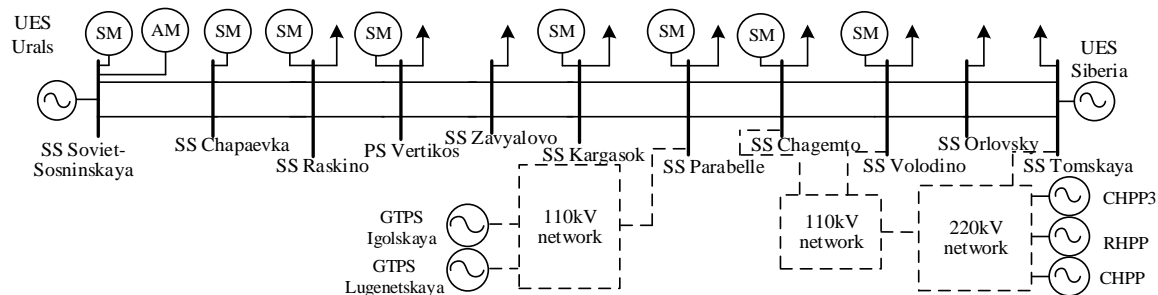 UES
Urals
SM
AM
SM
SM
SM
SM
SM
SM
UES
Siberia
SS Soviet-
Sosninskaya
SS Chapaevka
SS Raskino
PS Vertikos
SS Zavyalovo
SS Kargasok
SS Parabelle
SS Chagemto
SS Volodino
SS Orlovsky
SS Tomskaya
GTPS
Igolskaya
GTPS
Lugenetskaya
110kV
network
110kV
network
220kV
network
CHPP3
RHPP
CHPP